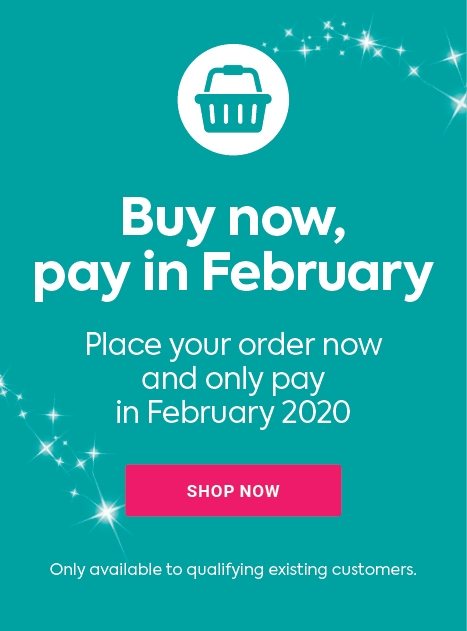 Buy now,
pay in February
Place your order now
and only pay
in February 2020
SHOP NOW
Only available to qualifying existing customers.